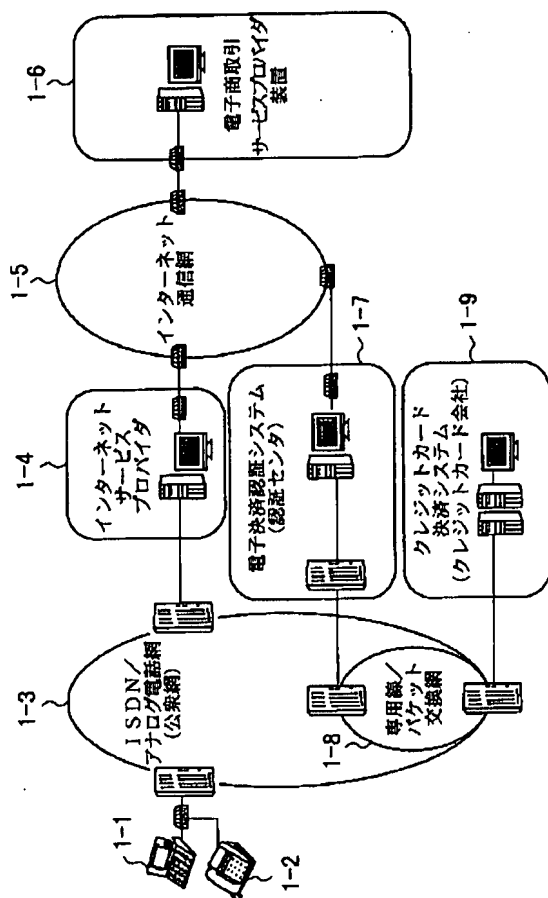 1-1
1-2
1-3
ISDN/
アナログ電話網
(公衆網)
1-4
インターネット
サービス
プロバイダ
1-5
インターネット
通信網
1-6
電子商取引
サービスプロバイダ
装置
1-7
電子決済認証システム
(認証センタ)
1-8
専用線/
パケット
交換網
1-9
クレジットカード
決済システム
(クレジットカード会社)